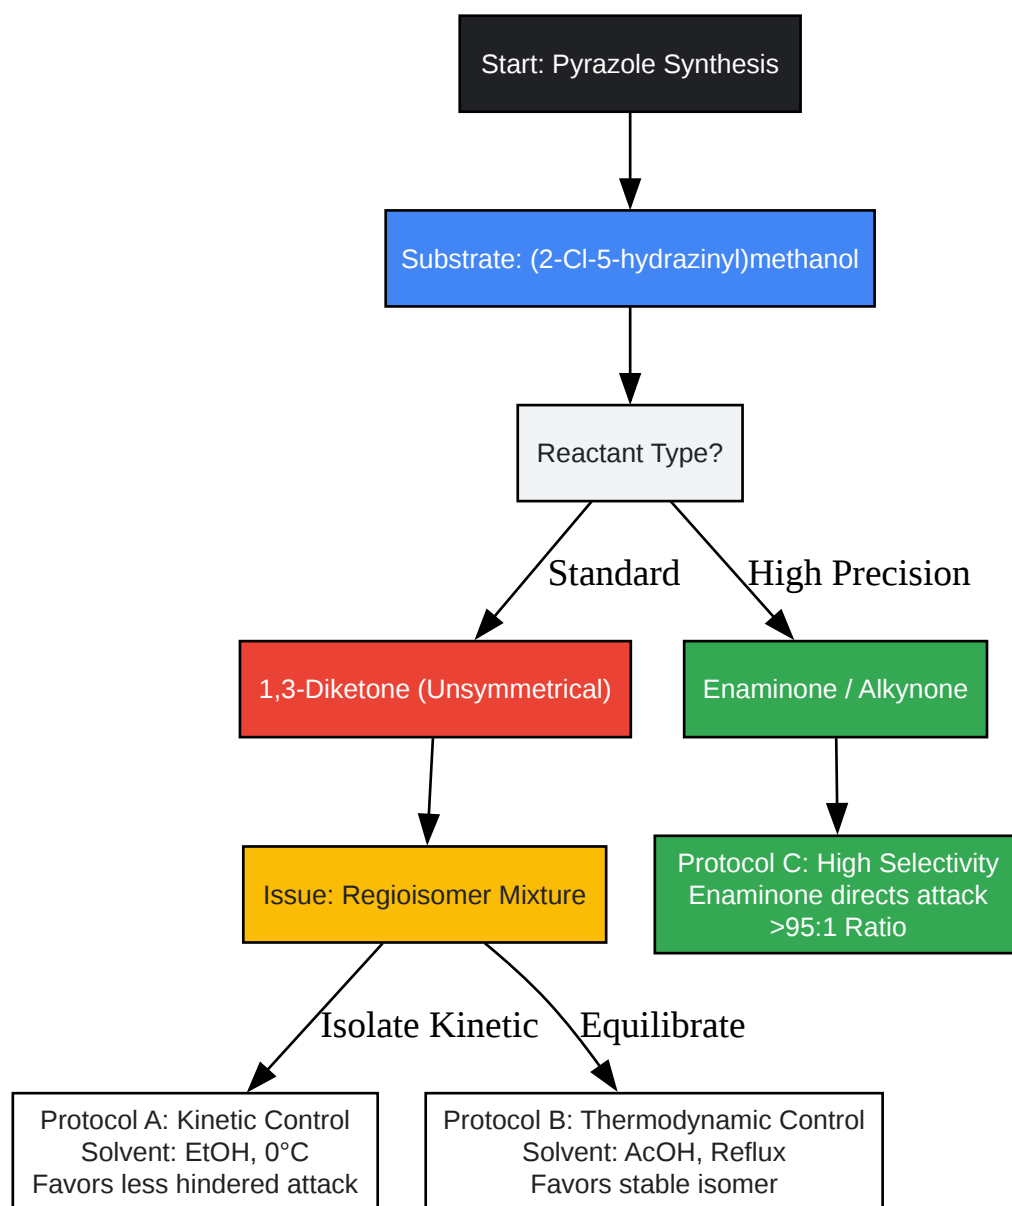 Start: Pyrazole Synthesis
Substrate: (2-Cl-5-hydrazinyl)methanol
Reactant Type?
Standard
High Precision
1,3-Diketone (Unsymmetrical)
Enaminone / Alkynone
Issue: Regioisomer Mixture
Protocol C: High Selectivity
Enaminone directs attack
>95:1 Ratio
Isolate Kinetic
Equilibrate
Protocol A: Kinetic Control
Solvent: EtOH, 0°C
Favors less hindered attack
Protocol B: Thermodynamic Control
Solvent: AcOH, Reflux
Favors stable isomer